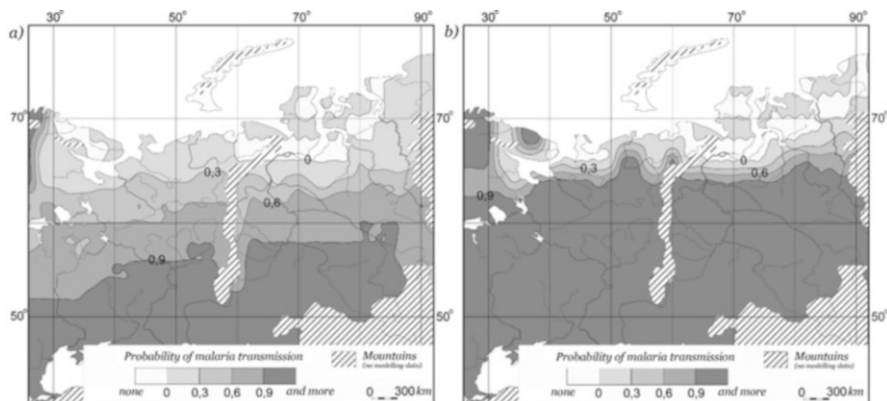 a)
30° 50° 70° 90°
70°
0
0,3
0,6
0,9
50°
Probability of malaria transmission
none 0 0,3 0,6 0,9 and more
Mountains
(no modelling data)
0 300 km
b)
30° 50° 70° 90°
70° 70°
0
0,3
0,6
0,9
50° 50°
Probability of malaria transmission
none 0 0,3 0,6 0,9 and more
Mountains
(no modelling data)
0 300 km